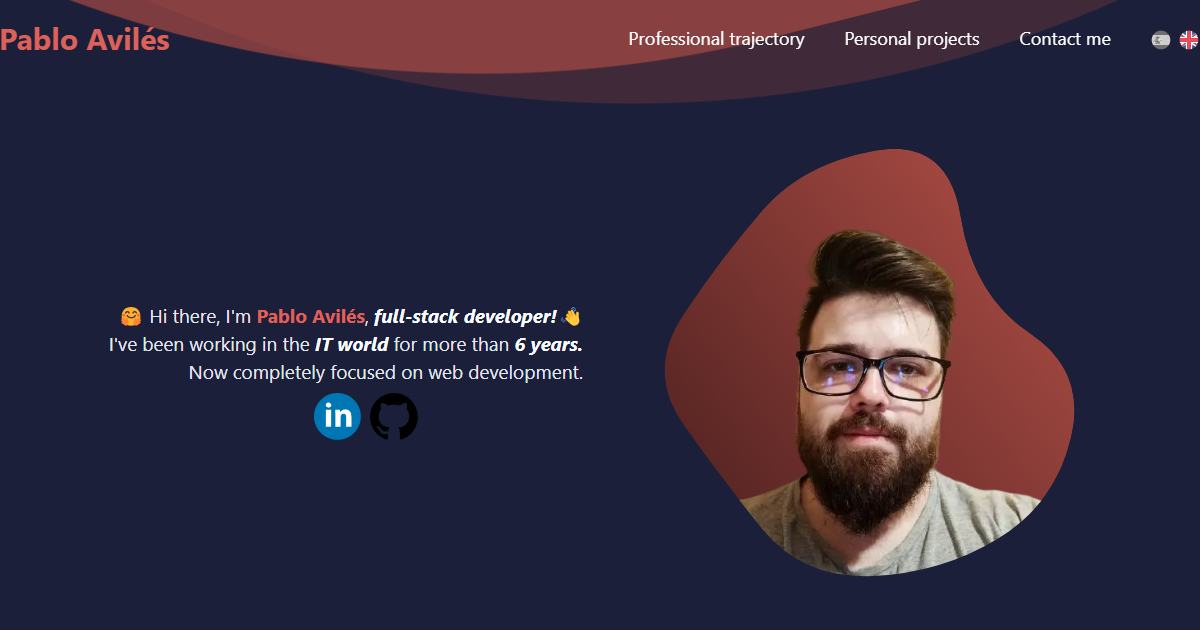 Pablo Avilés
Professional trajectory
Personal projects
Contact me
🤗 Hi there, I'm Pablo Avilés, full-stack developer! 👋
I've been working in the IT world for more than 6 years.
Now completely focused on web development.
in